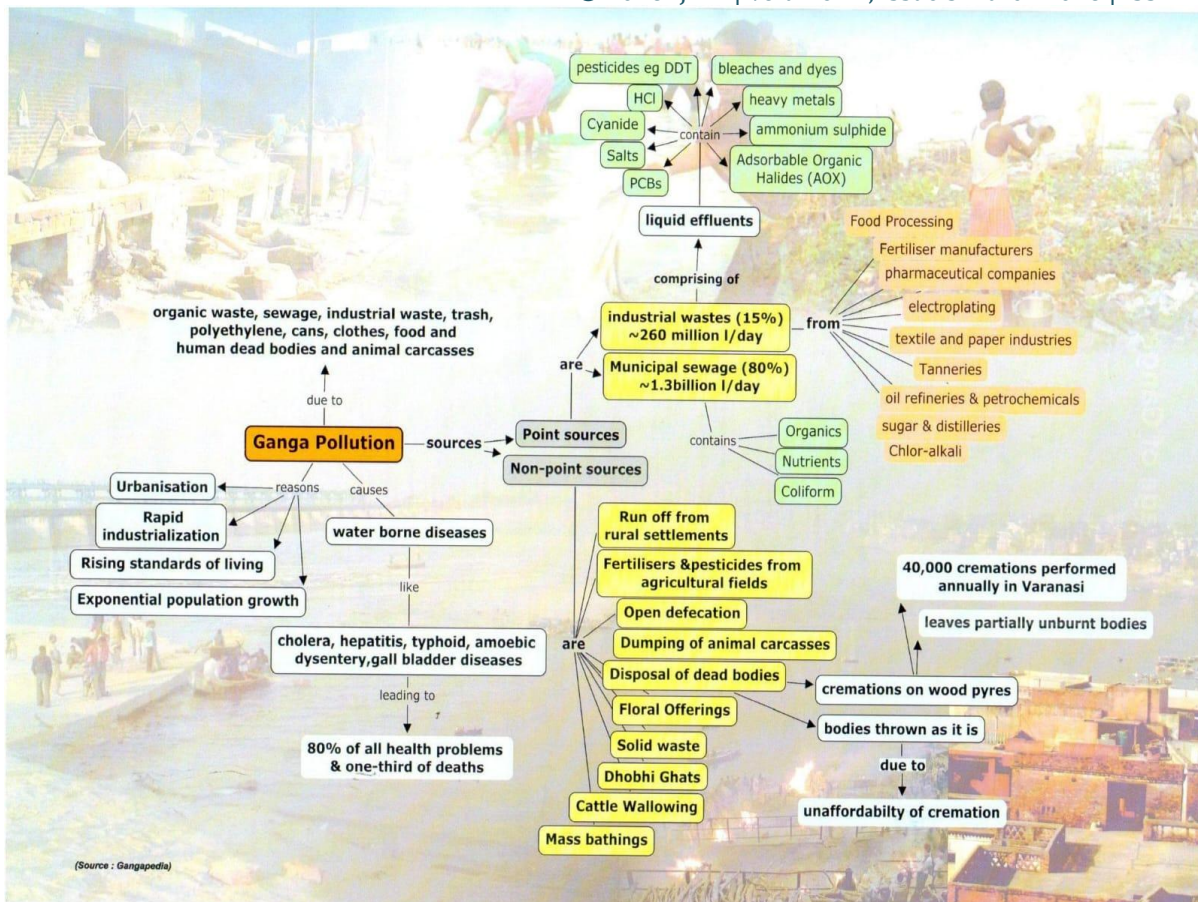 pesticides eg DDT
bleaches and dyes
HCl
heavy metals
Cyanide
contain
ammonium sulphide
Salts
Adsorbable Organic
Halides (AOX)
PCBs
liquid effluents
Food Processing
Fertiliser manufacturers
pharmaceutical companies
comprising of
electroplating
organic waste, sewage, industrial waste, trash,
polyethylene, cans, clothes, food and
human dead bodies and animal carcasses
industrial wastes (15%)
~260 million l/day
from
textile and paper industries
are
Municipal sewage (80%)
~1.3billion l/day
Tanneries
oil refineries & petrochemicals
due to
sugar & distilleries
Chlor-alkali
Ganga Pollution
sources
Point sources
Non-point sources
contains
Organics
Nutrients
Coliform
Urbanisation
reasons
causes
Rapid
industrialization
water borne diseases
Rising standards of living
Exponential population growth
like
Run off from
rural settlements
Fertilisers &pesticides from
agricultural fields
40,000 cremations performed
annually in Varanasi
Open defecation
leaves partially unburnt bodies
cholera, hepatitis, typhoid, amoebic
dysentery,gall bladder diseases
are
Dumping of animal carcasses
Disposal of dead bodies
cremations on wood pyres
leading to
Floral Offerings
bodies thrown as it is
80% of all health problems
& one-third of deaths
Solid waste
due to
Dhobhi Ghats
Cattle Wallowing
unaffordabilty of cremation
Mass bathings
(Source : Gangapedia)